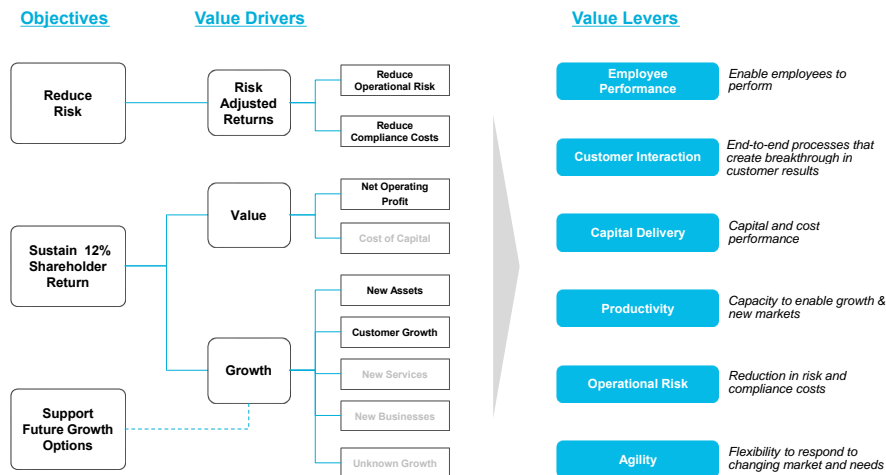 Objectives
Value Drivers
Value Levers
Reduce
Risk
Risk
Adjusted
Returns
Reduce
Operational Risk
Reduce
Compliance Costs
Sustain 12%
Shareholder
Return
Value
Net Operating
Profit
Cost of Capital
Growth
New Assets
Customer Growth
New Services
New Businesses
Unknown Growth
Support
Future Growth
Options
Employee
Performance
Enable employees to
perform
Customer Interaction
End-to-end processes that
create breakthrough in
customer results
Capital Delivery
Capital and cost
performance
Productivity
Capacity to enable growth &
new markets
Operational Risk
Reduction in risk and
compliance costs
Agility
Flexibility to respond to
changing market and needs